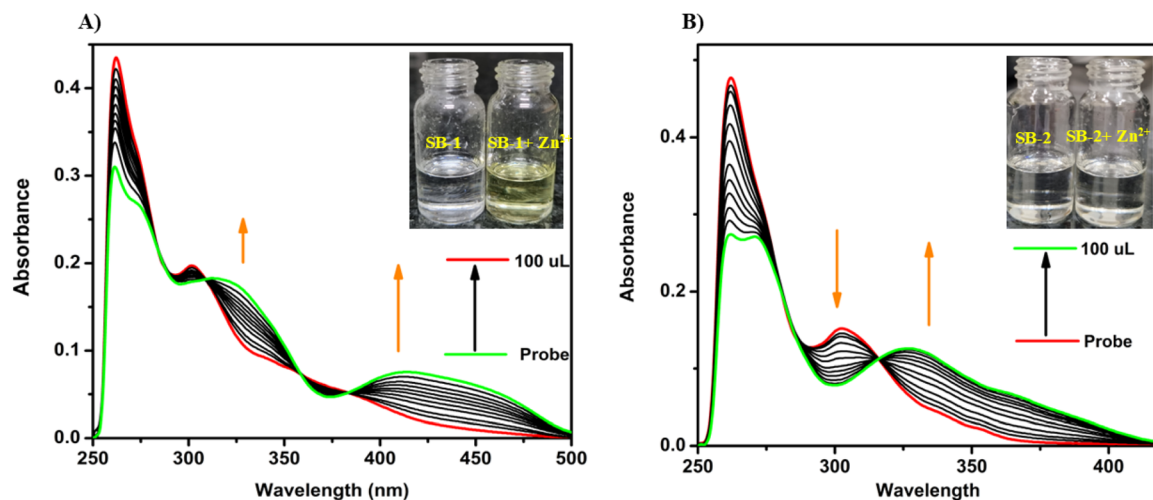 A)
Absorbance
0.4
0.3
0.2
0.1
0.0
250
300
350
400
450
500
Wavelength (nm)
SB-1
SB-1+ Zn²⁺
100 uL
Probe
B)
Absorbance
0.4
0.2
0.0
250
300
350
400
Wavelength
SB-2
SB-2+ Zn²⁺
100 uL
Probe